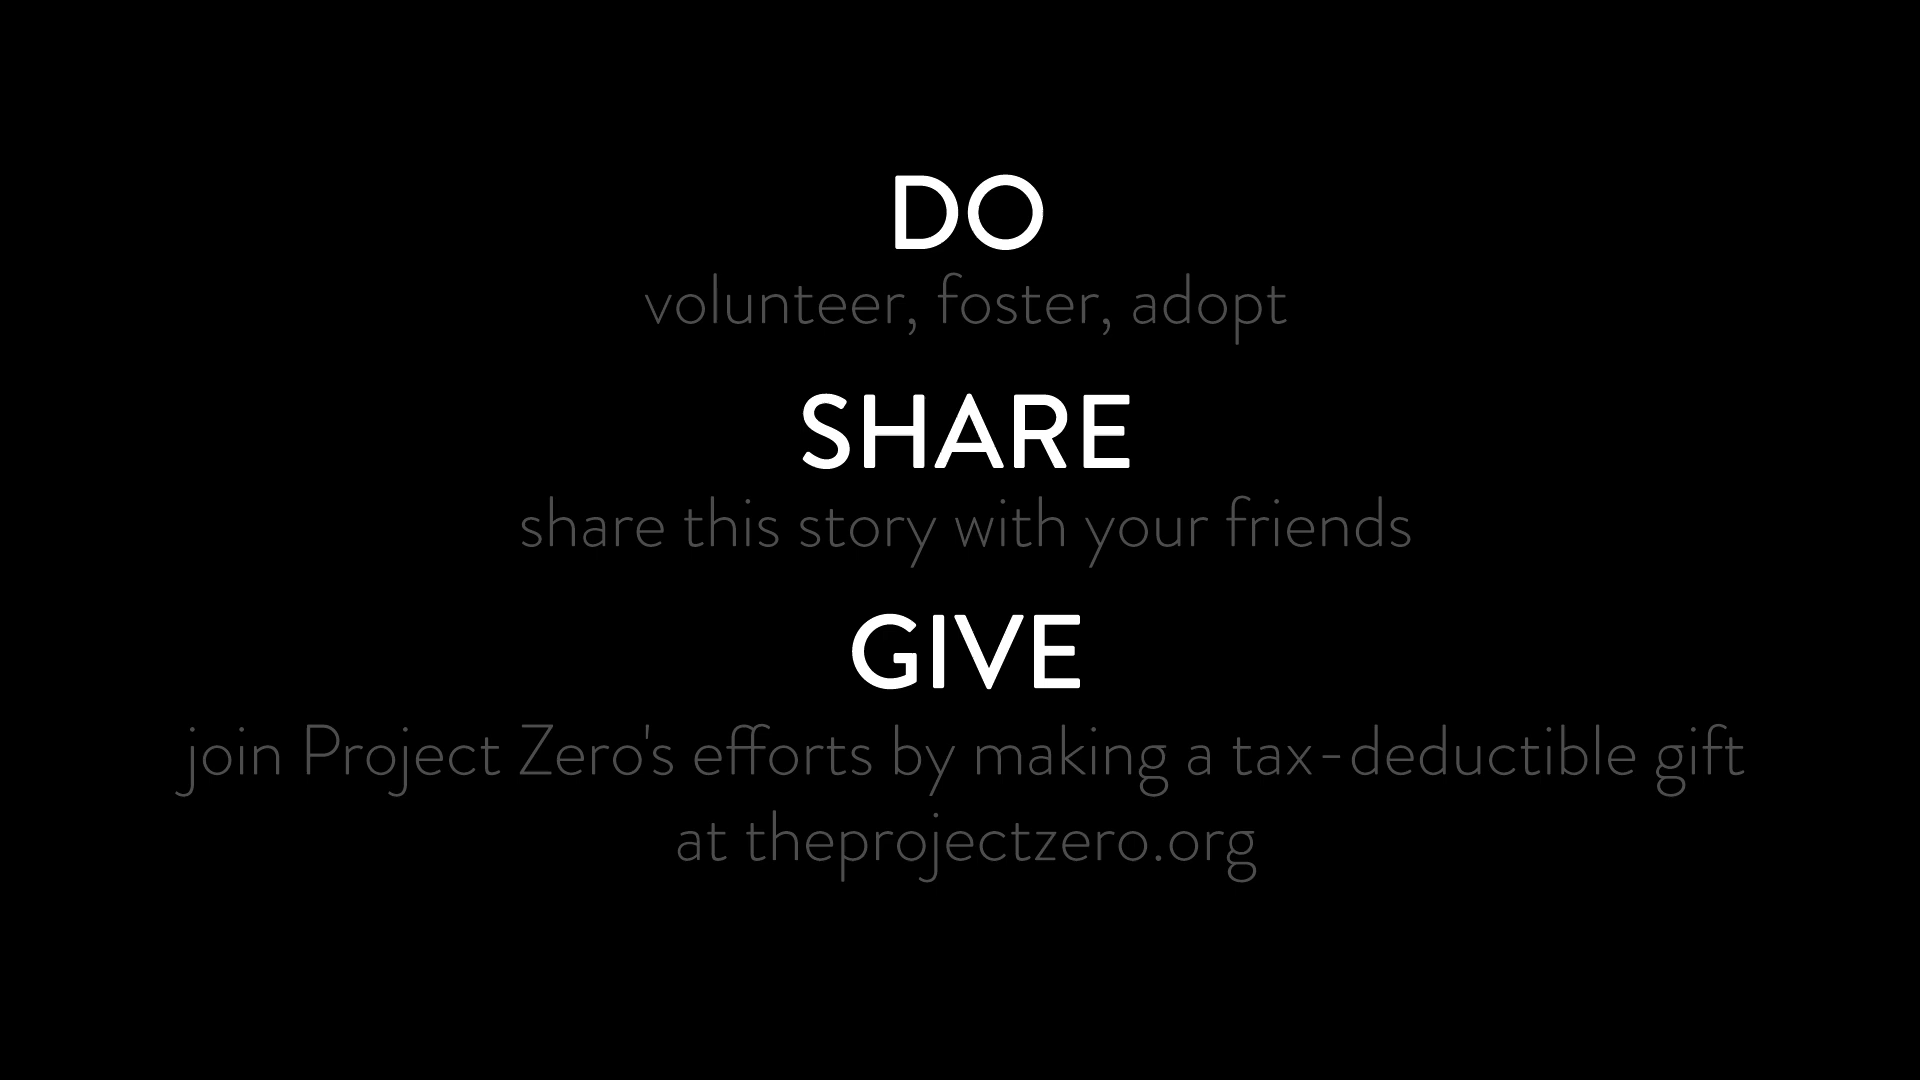 DO
volunteer, foster, adopt
SHARE
share this story with your friends
GIVE
join Project Zero's efforts by making a tax-deductible gift
at theprojectzero.org